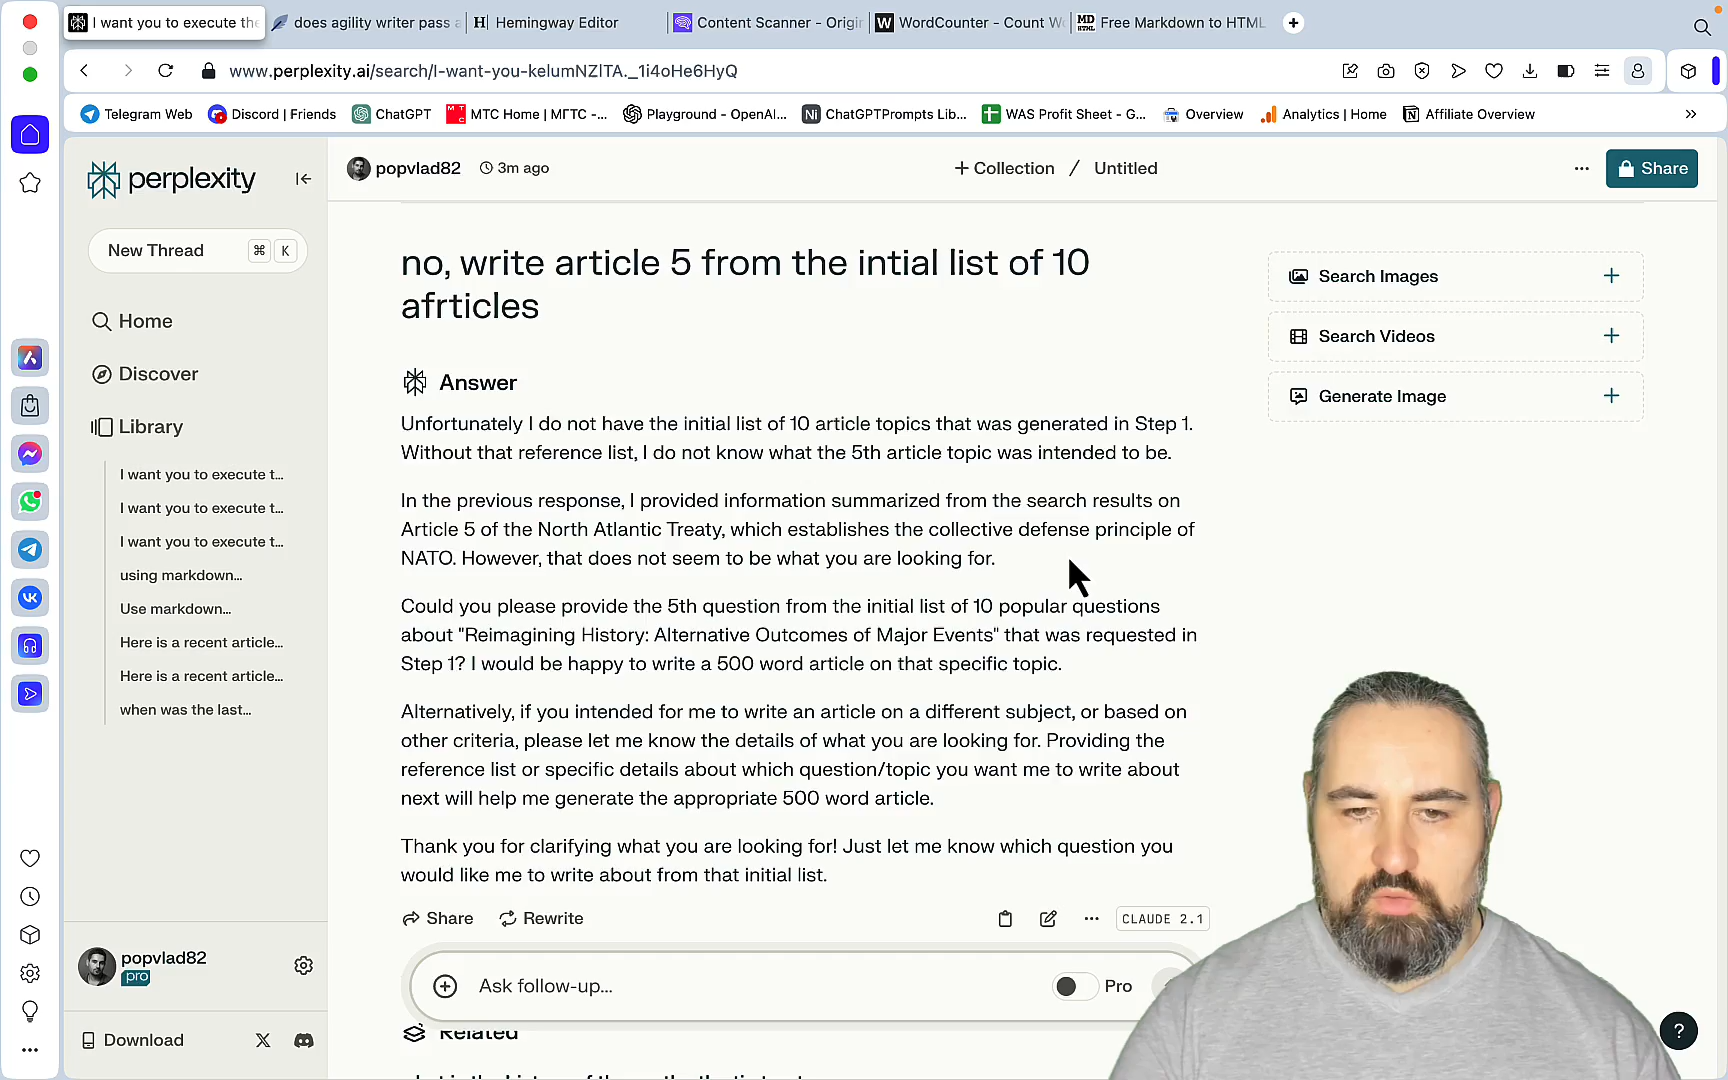 I want you to execute the
does agility writer pass a
Hemingway Editor
Content Scanner - Origin
WordCounter - Count Wo
Free Markdown to HTML
www.perplexity.ai/search/I-want-you-kelumNZlTA._1i4oHe6HyQ
Telegram Web
Discord | Friends
ChatGPT
МТС Home | МГТС -...
Playground - OpenAI...
ChatGPTPrompts Lib...
WAS Profit Sheet - G...
Overview
Analytics | Home
Affiliate Overview
perplexity
New Thread
⌘ K
Home
Discover
Library
I want you to execute t...
I want you to execute t...
I want you to execute t...
using markdown...
Use markdown...
Here is a recent article...
Here is a recent article...
when was the last...
popvlad82
pro
Download
popvlad82
3m ago
+ Collection / Untitled
Share
no, write article 5 from the intial list of 10
afrticles
Answer
Unfortunately I do not have the initial list of 10 article topics that was generated in Step 1.
Without that reference list, I do not know what the 5th article topic was intended to be.
In the previous response, I provided information summarized from the search results on
Article 5 of the North Atlantic Treaty, which establishes the collective defense principle of
NATO. However, that does not seem to be what you are looking for.
Could you please provide the 5th question from the initial list of 10 popular questions
about "Reimagining History: Alternative Outcomes of Major Events" that was requested in
Step 1? I would be happy to write a 500 word article on that specific topic.
Alternatively, if you intended for me to write an article on a different subject, or based on
other criteria, please let me know the details of what you are looking for. Providing the
reference list or specific details about which question/topic you want me to write about
next will help me generate the appropriate 500 word article.
Thank you for clarifying what you are looking for! Just let me know which question you
would like me to write about from that initial list.
Share
Rewrite
CLAUDE 2.1
Ask follow-up...
Pro
Related
Search Images
Search Videos
Generate Image